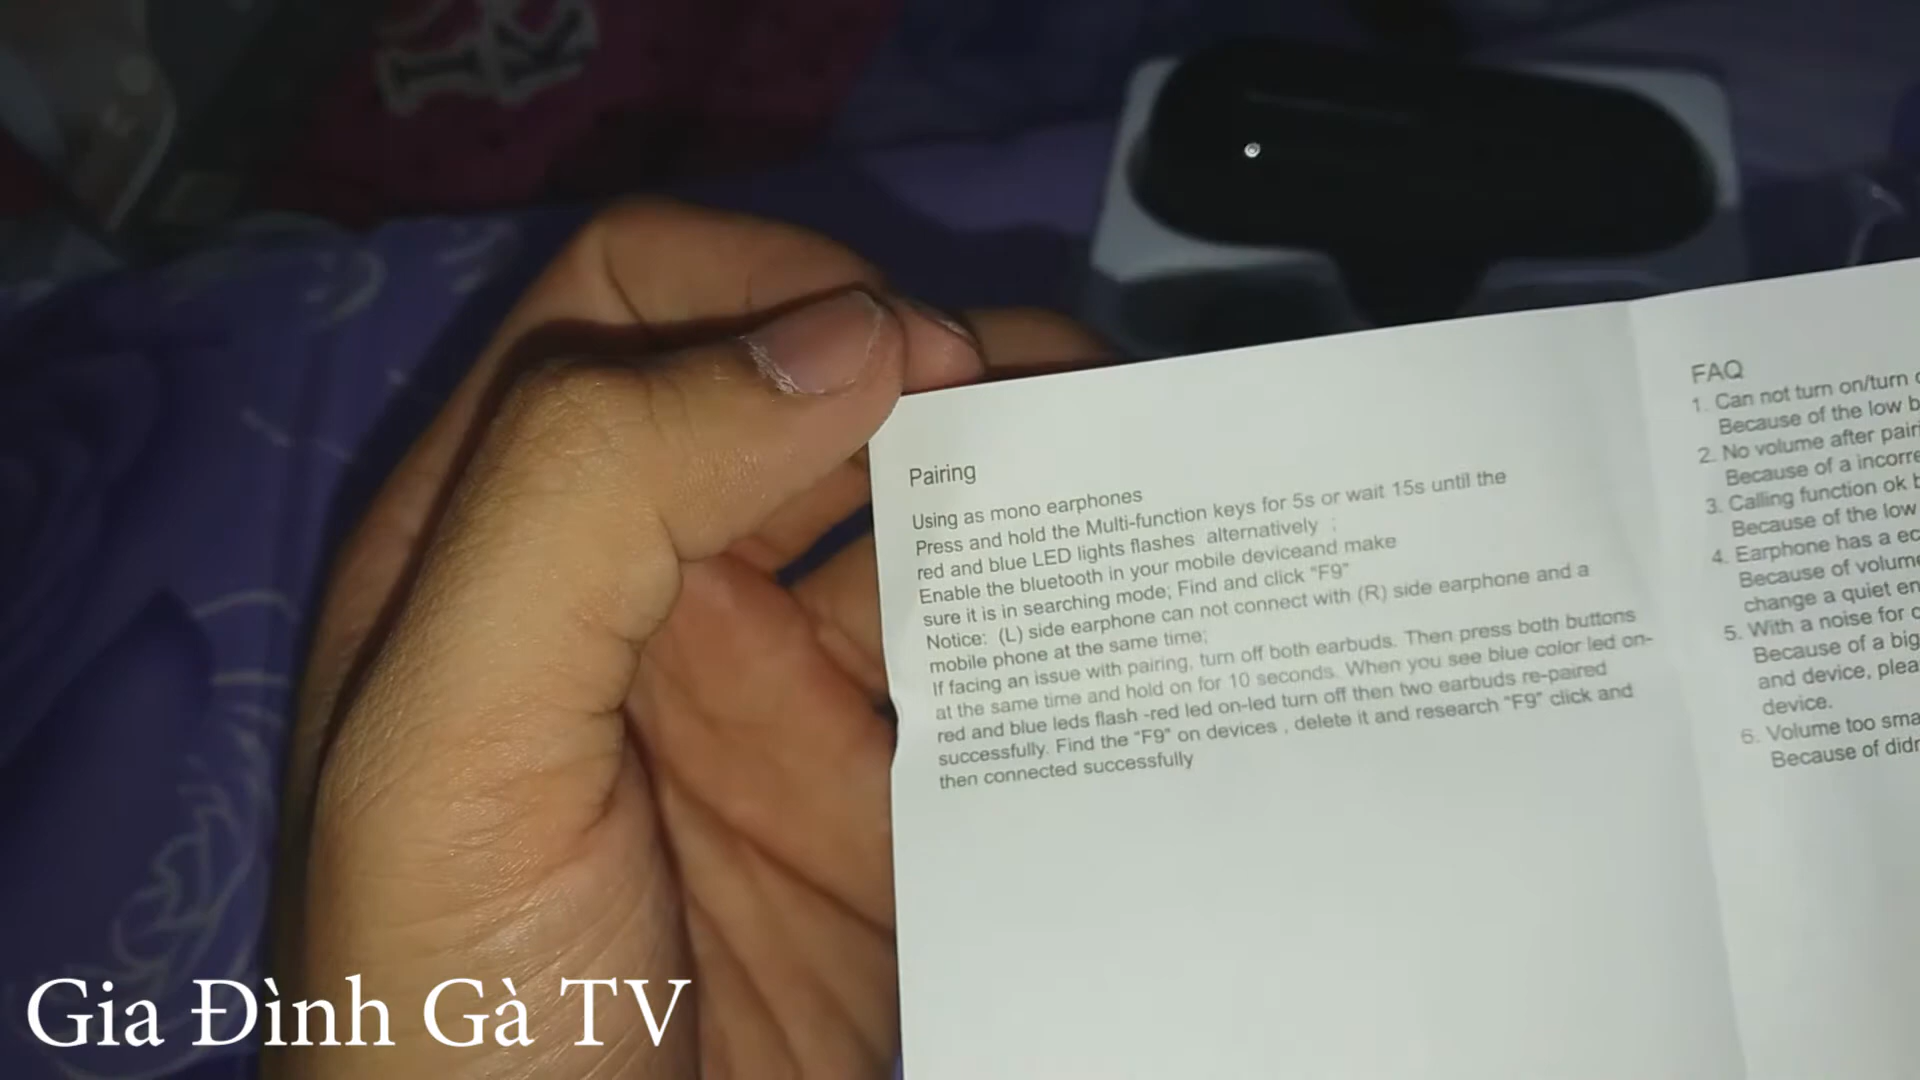 IK
Pairing
Using as mono earphones
Press and hold the Multi-function keys for 5s or wait 15s until the
red and blue LED lights flashes alternatively ;
Enable the bluetooth in your mobile deviceand make
sure it is in searching mode; Find and click "F9"
Notice: (L) side earphone can not connect with (R) side earphone and a
mobile phone at the same time;
If facing an issue with pairing, turn off both earbuds. Then press both buttons
at the same time and hold on for 10 seconds. When you see blue color led on-
red and blue leds flash -red led on-led turn off then two earbuds re-paired
successfully. Find the "F9" on devices , delete it and research "F9" click and
then connected successfully
FAQ
1. Can not turn on/turn
Because of the low
2. No volume after
Because of a
3. Calling function ok
Because of the low
4. Earphone has a
Because of
change a quiet
5. With a noise for
Because of a big
and device,
device.
6. Volume too
Because of
Gia Đình Gà TV